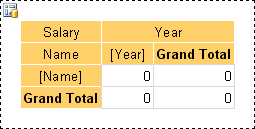 Salary Year
Name [Year] Grand Total
[Name] 0 0
Grand Total 0 0